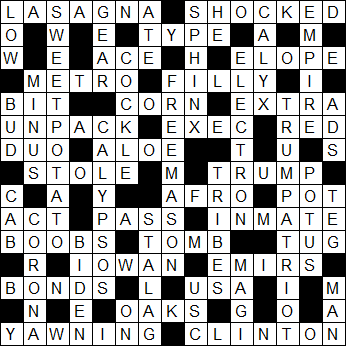 LASAGNA SHOCKED
O W E TYPE A M
W E ACE H ELOPE
METRO FILLY I
BIT CORN EXTRA
UNPACK EXEC RED
DUO ALOE T U S
STOLE M TRUMP
C A Y AFRO POT
ACT PASS INMATE
BOOBS TOMB TUG
R IOWAN EMIRS
BONDS L USA I M
N E OAKS G O A
YAWNING CLINTON